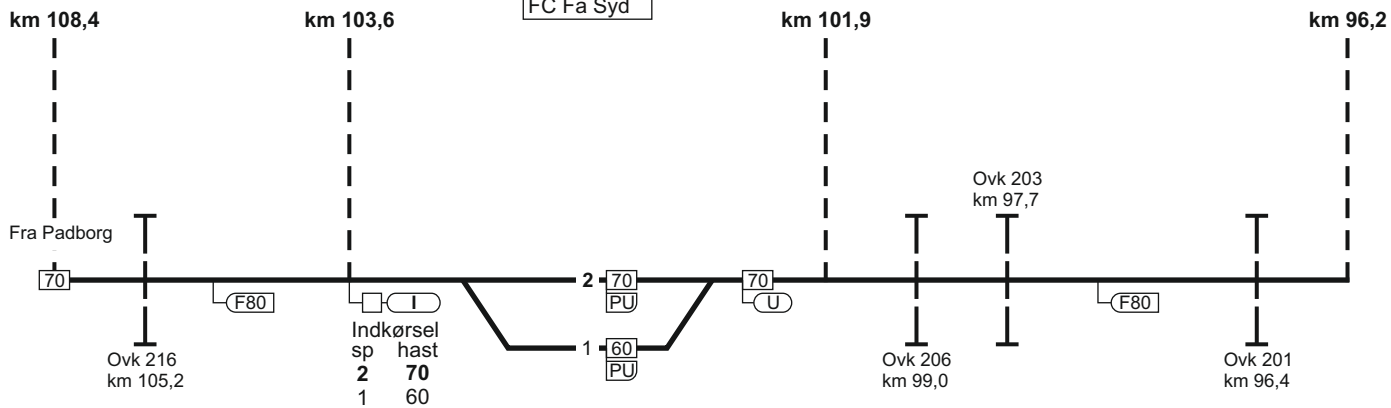 FC Fa Syd
km 108,4
km 103,6
km 101,9
km 96,2
Ovk 203
km 97,7
Fra Padborg
70
2
70
70
F80
I
PU
U
F80
Indkørsel
sp hast
2 70
1 60
1
60
PU
Ovk 216
km 105,2
Ovk 206
km 99,0
Ovk 201
km 96,4